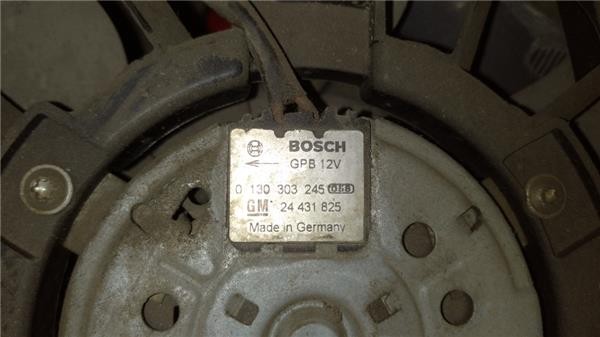 BOSCH
GPB 12V
0 130 303 245
GM 24 431 825
Made in Germany